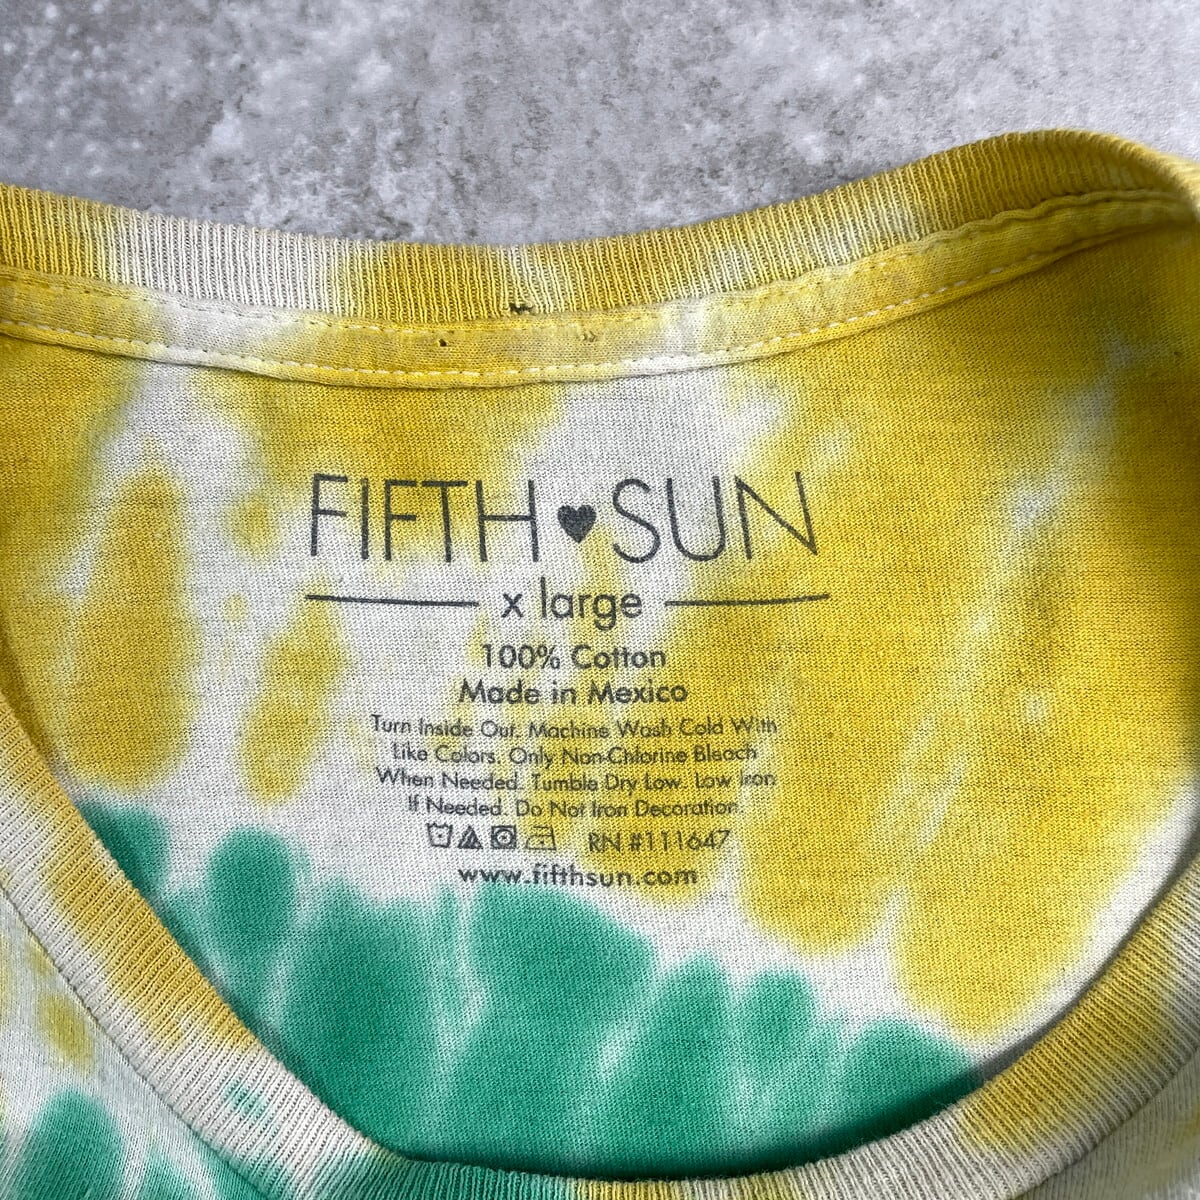 FIFTH♥SUN
x large
100% Cotton
Made in Mexico
Turn Inside Out. Machine Wash Cold With
Like Colors. Only Non-Chlorine Bleach
When Needed. Tumble Dry Low. Low Iron
If Needed. Do Not Iron Decoration.
RN #111647
www.fifthsun.com